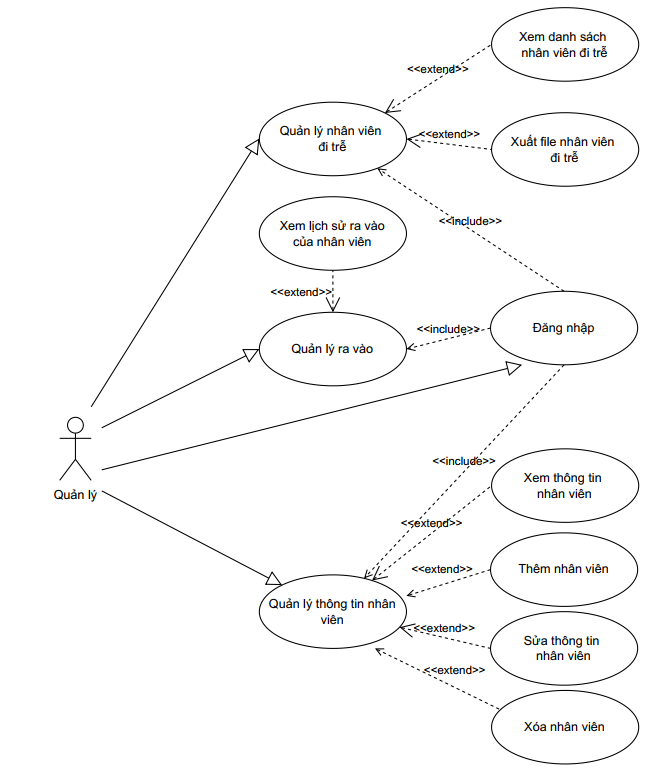 Xem danh sách
nhân viên đi trễ
<<extend>>
Quản lý nhân viên
đi trễ
<<extend>>
Xuất file nhân viên
đi trễ
Xem lịch sử ra vào
của nhân viên
<<include>>
<<extend>>
Quản lý ra vào
<<include>>
Đăng nhập
<<include>>
Xem thông tin
nhân viên
Quản lý
<<extend>>
<<extend>>
Thêm nhân viên
Quản lý thông tin nhân
viên
<<extend>>
Sửa thông tin
nhân viên
<<extend>>
Xóa nhân viên